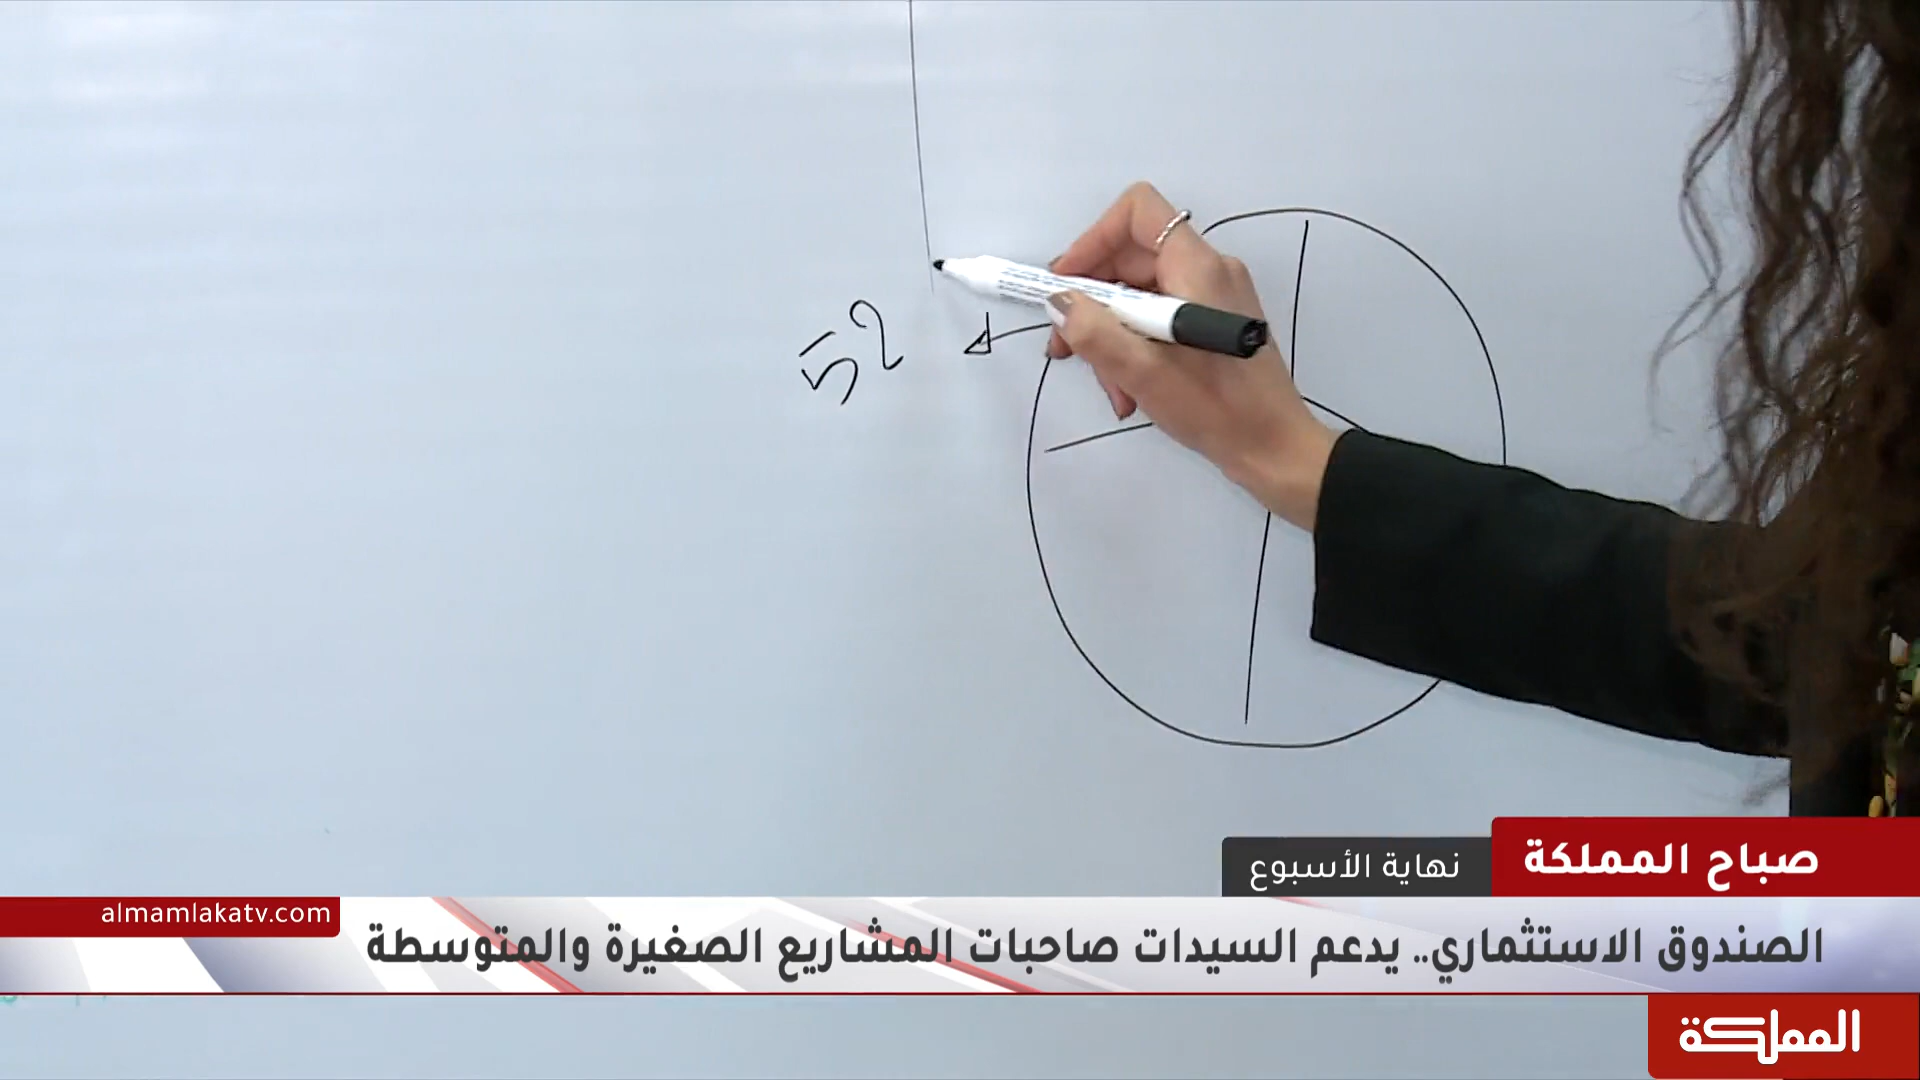 52
صباح المملكة
نهاية الأسبوع
almamlakatv.com
الصندوق الاستثماري.. يدعم السيدات صاحبات المشاريع الصغيرة والمتوسطة
المملكة